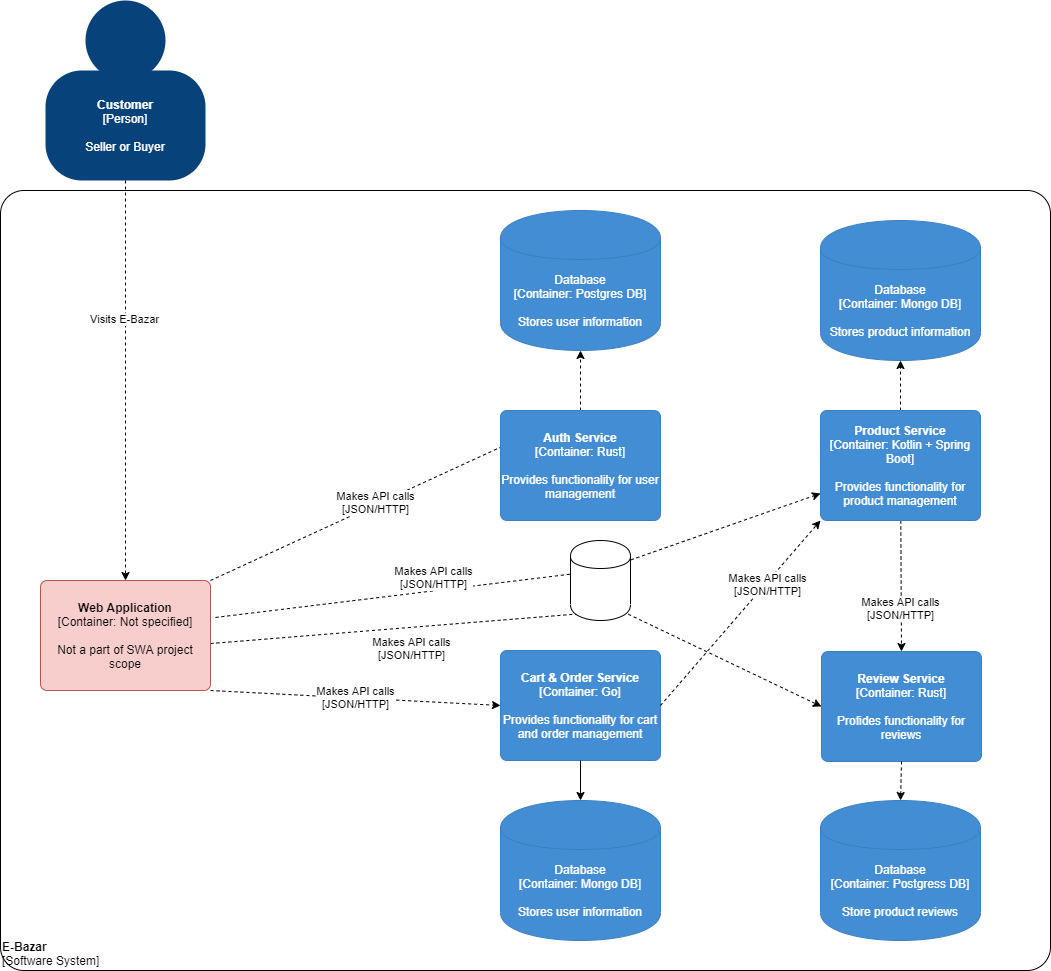 Customer
[Person]
Seller or Buyer
Visits E-Bazar
Database
[Container: Postgres DB]
Stores user information
Database
[Container: Mongo DB]
Stores product information
Auth Service
[Container: Rust]
Provides functionality for user
management
Product Service
[Container: Kotlin + Spring
Boot]
Provides functionality for
product management
Makes API calls
[JSON/HTTP]
Makes API calls
[JSON/HTTP]
Makes API calls
[JSON/HTTP]
Makes API calls
[JSON/HTTP]
Web Application
[Container: Not specified]
Not a part of SWA project
scope
Makes API calls
[JSON/HTTP]
Makes API calls
[JSON/HTTP]
Cart & Order Service
[Container: Go]
Provides functionality for cart
and order management
Review Service
[Container: Rust]
Profides functionality for
reviews
Database
[Container: Mongo DB]
Stores user information
Database
[Container: Postgress DB]
Store product reviews
E-Bazar
[Software System]